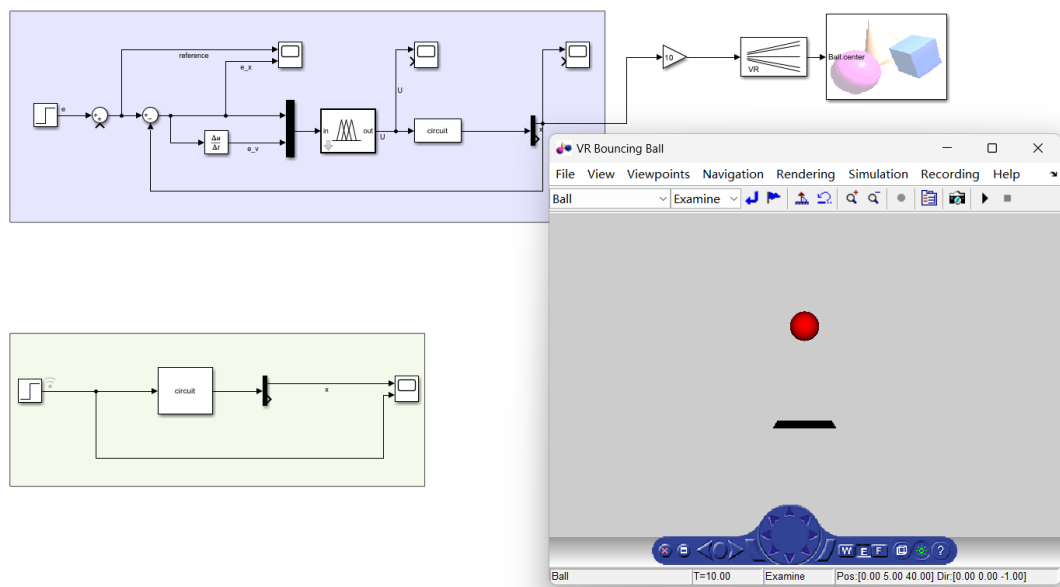 reference
e
e_x
Δu
Δt
e_v
in
out
U
U
circuit
x
10
VR
Ball.center
VR Bouncing Ball
File View Viewpoints Navigation Rendering Simulation Recording Help
Ball
Examine
circuit
x
W E F ?
Ball T=10.00 Examine Pos:[0.00 5.00 40.00] Dir:[0.00 0.00 -1.00]